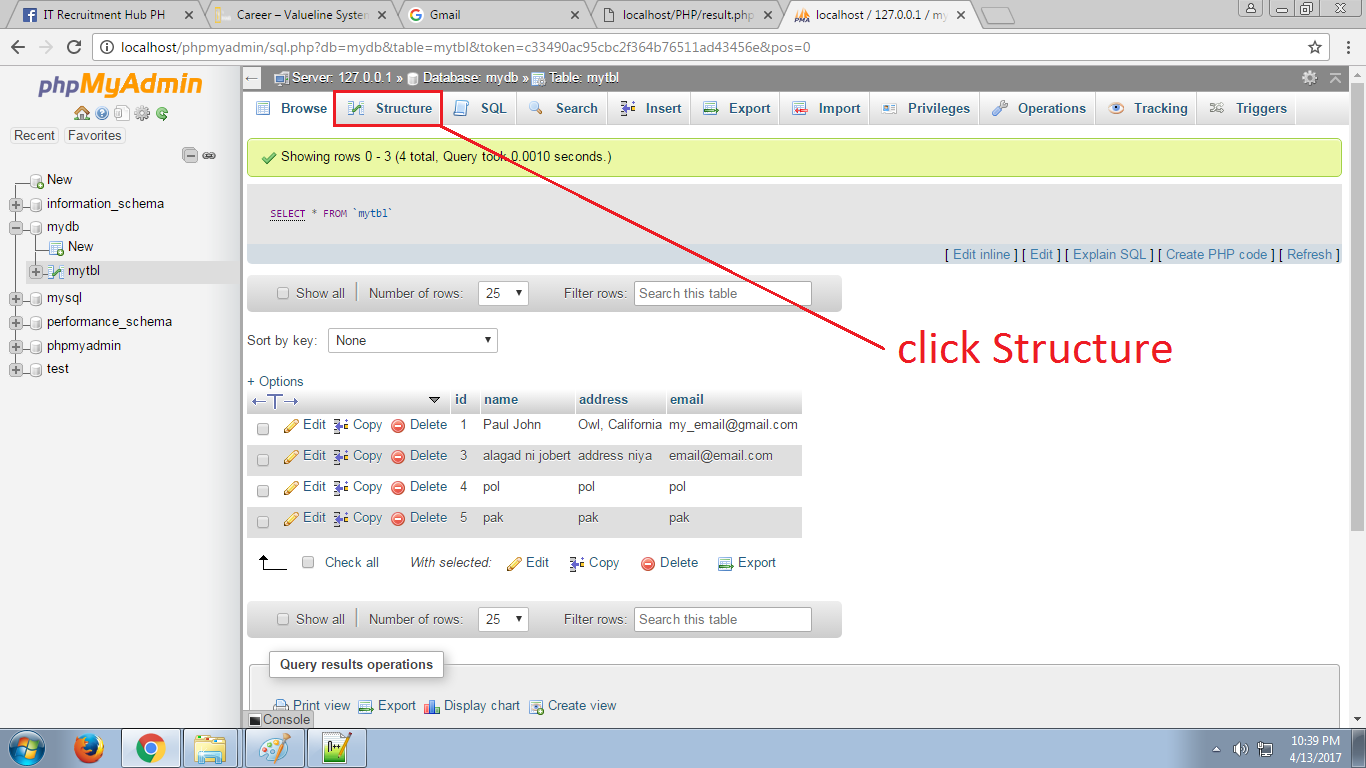 IT Recruitment Hub PH
Career – Valueline System
Gmail
localhost/PHP/result.php
localhost / 127.0.0.1 / my
localhost/phpmyadmin/sql.php?db=mydb&table=mytbl&token=c33490ac95cbc2f364b76511ad43456e&pos=0
phpMyAdmin
Recent Favorites
New
information_schema
mydb
New
mytbl
mysql
performance_schema
phpmyadmin
test
Server: 127.0.0.1 » Database: mydb » Table: mytbl
Browse Structure SQL Search Insert Export Import Privileges Operations Tracking Triggers
Showing rows 0 - 3 (4 total, Query took 0.0010 seconds.)
SELECT * FROM `mytbl`
[ Edit inline ] [ Edit ] [ Explain SQL ] [ Create PHP code ] [ Refresh ]
Show all Number of rows: 25 Filter rows: Search this table
Sort by key: None
click Structure
+ Options
id name address email
Edit Copy Delete 1 Paul John Owl, California my_email@gmail.com
Edit Copy Delete 3 alagad ni jobert address niya email@email.com
Edit Copy Delete 4 pol pol pol
Edit Copy Delete 5 pak pak pak
Check all With selected: Edit Copy Delete Export
Show all Number of rows: 25 Filter rows: Search this table
Query results operations
Print view Export Display chart Create view
Console
10:39 PM
4/13/2017